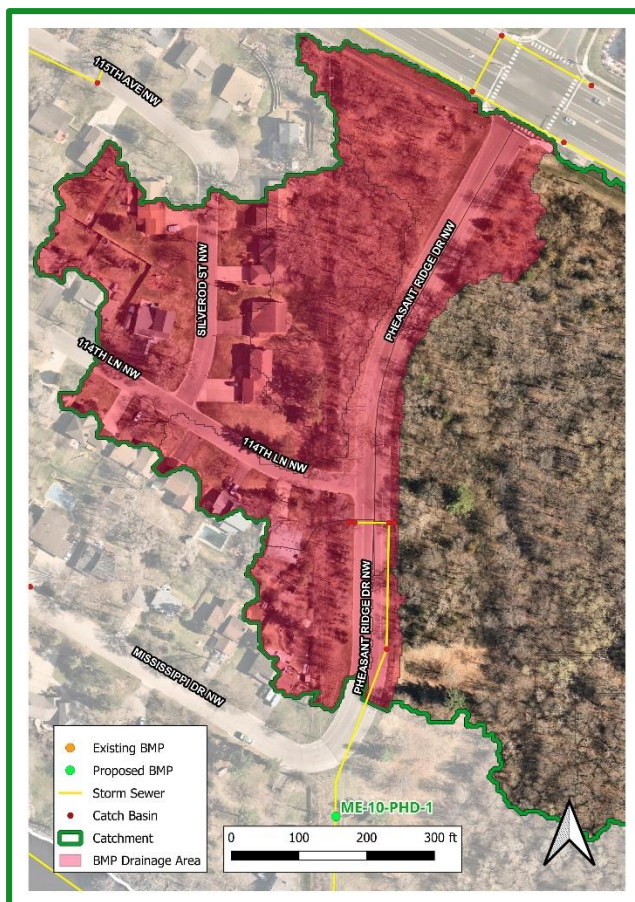 115TH AVE NW
SILVEROD ST NW
PHEASANT RIDGE DR NW
114TH LN NW
114TH LN NW
PHEASANT RIDGE DR NW
MISSISSIPPI DR NW
Existing BMP
Proposed BMP
Storm Sewer
Catch Basin
Catchment
BMP Drainage Area
ME-10-PHD-1
0 100 200 300 ft